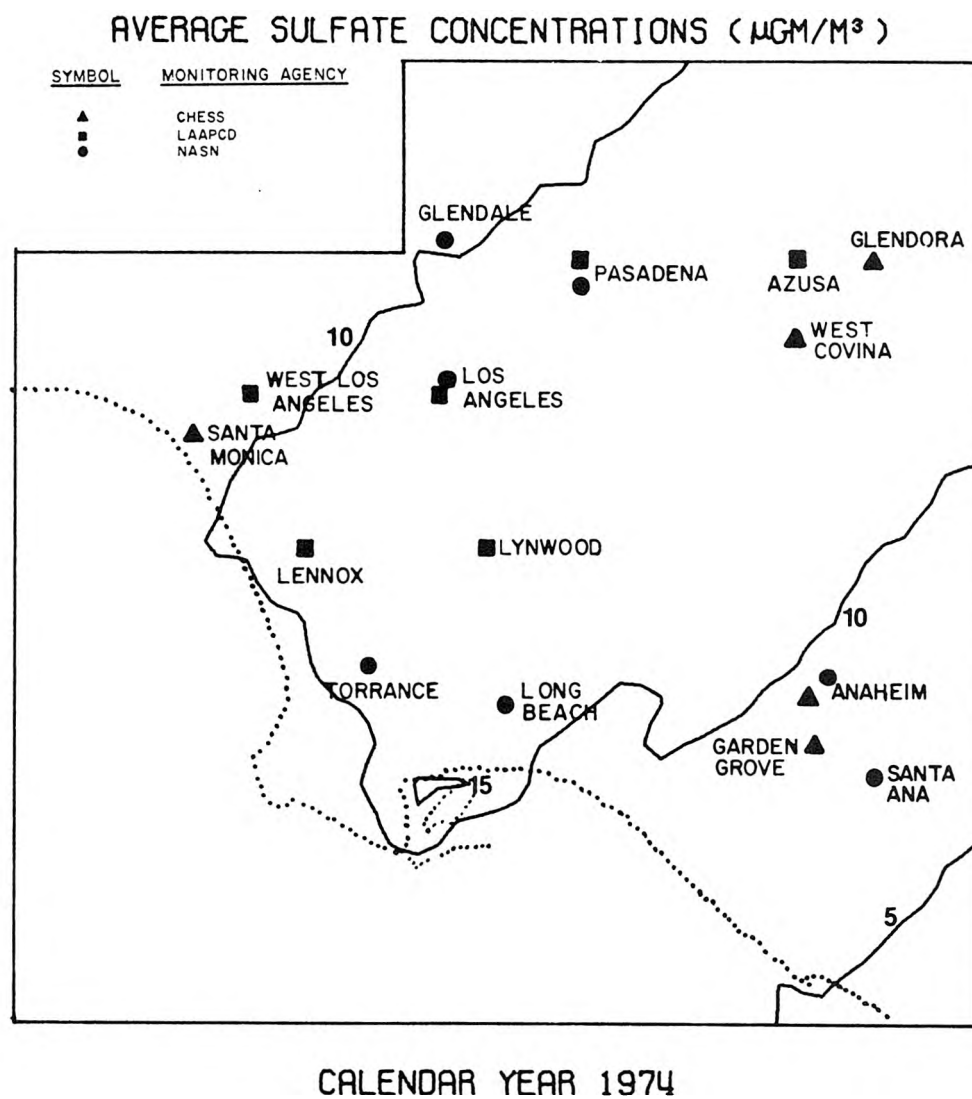 AVERAGE SULFATE CONCENTRATIONS (µGM/M³)
SYMBOL MONITORING AGENCY
CHESS
LAAPCD
NASN
GLENDALE
GLENDORA
PASADENA
AZUSA
WEST
COVINA
10
WEST LOS
ANGELES
LOS
ANGELES
SANTA
MONICA
LENNOX
LYNWOOD
10
TORRANCE
LONG
BEACH
ANAHEIM
GARDEN
GROVE
SANTA
ANA
15
5
CALENDAR YEAR 1974